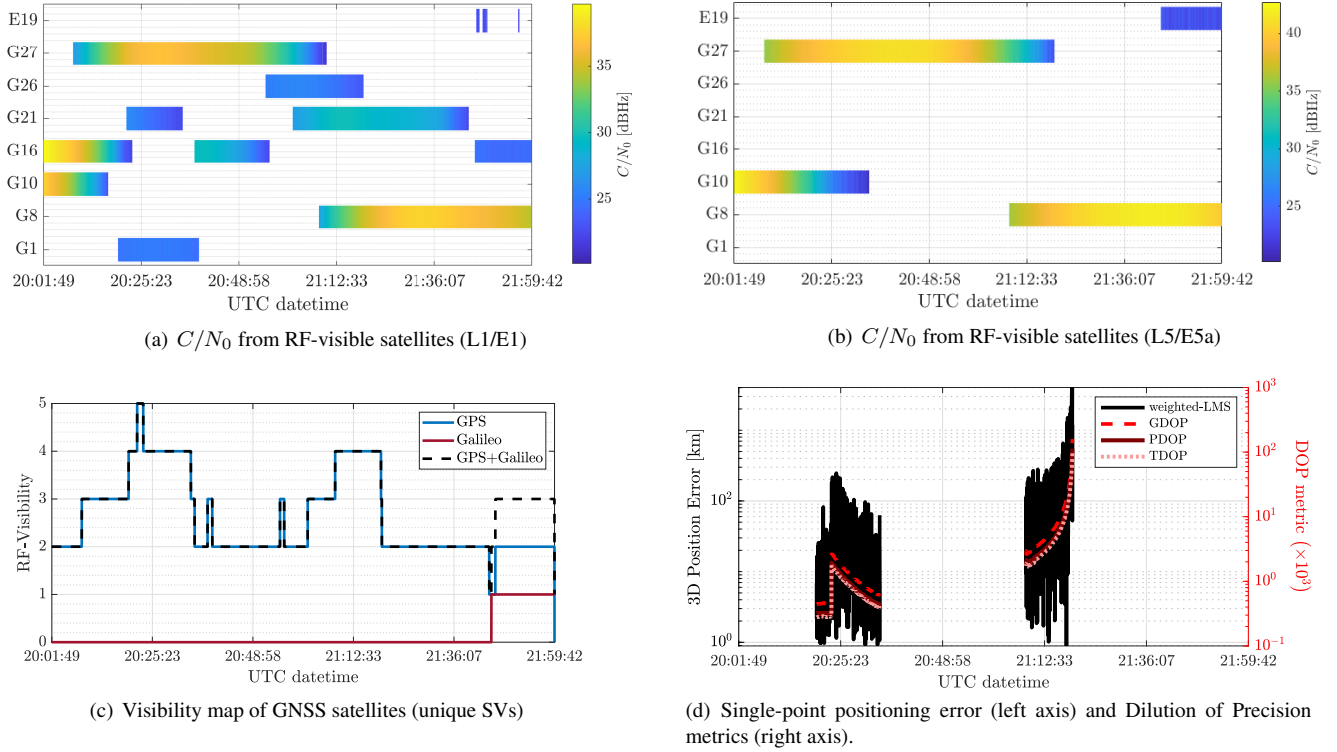 E19
G27
G26
G21
G16
G10
G8
G1
20:01:49 20:25:23 20:48:58 21:12:33 21:36:07 21:59:42
UTC datetime
35
30
25
C/N0 [dBHz]
(a) C/N0 from RF-visible satellites (L1/E1)
E19
G27
G26
G21
G16
G10
G8
G1
20:01:49 20:25:23 20:48:58 21:12:33 21:36:07 21:59:42
UTC datetime
40
35
30
25
C/N0 [dBHz]
(b) C/N0 from RF-visible satellites (L5/E5a)
5
4
3
2
1
0
RF-Visibility
GPS
Galileo
GPS+Galileo
20:01:49 20:25:23 20:48:58 21:12:33 21:36:07 21:59:42
UTC datetime
(c) Visibility map of GNSS satellites (unique SVs)
3D Position Error [km]
10^2
10^0
weighted-LMS
GDOP
PDOP
TDOP
10^3
10^2
10^1
10^0
10^-1
DOP metric (×10^3)
20:01:49 20:25:23 20:48:58 21:12:33 21:36:07 21:59:42
UTC datetime
(d) Single-point positioning error (left axis) and Dilution of Precision
metrics (right axis).